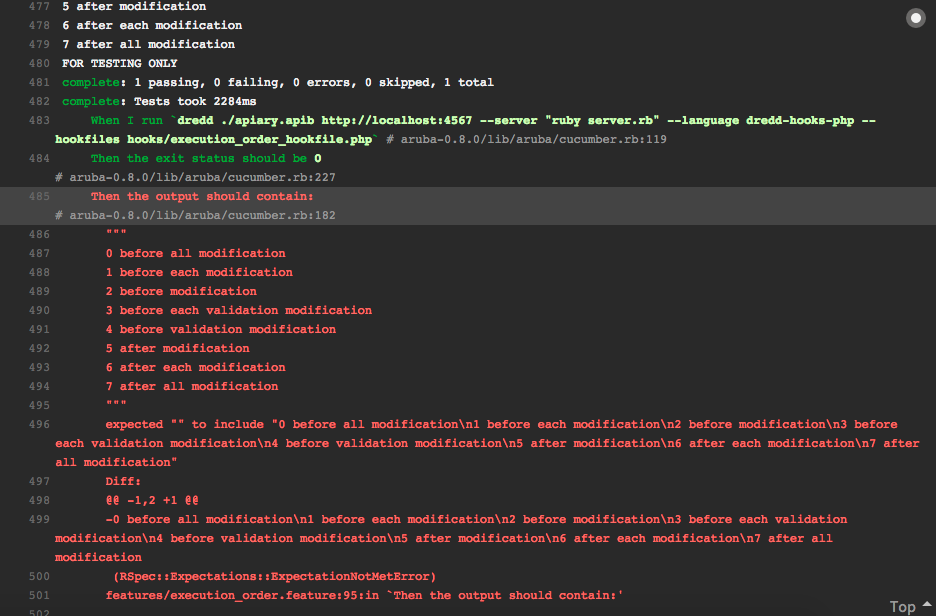 477 5 after modification
478 6 after each modification
479 7 after all modification
480 FOR TESTING ONLY
481 complete: 1 passing, 0 failing, 0 errors, 0 skipped, 1 total
482 complete: Tests took 2284ms
483 When I run `dredd ./apiary.apib http://localhost:4567 --server "ruby server.rb" --language dredd-hooks-php --
hookfiles hooks/execution_order_hookfile.php` # aruba-0.8.0/lib/aruba/cucumber.rb:119
484 Then the exit status should be 0
# aruba-0.8.0/lib/aruba/cucumber.rb:227
485 Then the output should contain:
# aruba-0.8.0/lib/aruba/cucumber.rb:182
486 """
487 0 before all modification
488 1 before each modification
489 2 before modification
490 3 before each validation modification
491 4 before validation modification
492 5 after modification
493 6 after each modification
494 7 after all modification
495 """
496 expected "" to include "0 before all modification\n1 before each modification\n2 before modification\n3 before
each validation modification\n4 before validation modification\n5 after modification\n6 after each modification\n7 after
all modification"
497 Diff:
498 @@ -1,2 +1 @@
499 -0 before all modification\n1 before each modification\n2 before modification\n3 before each validation
modification\n4 before validation modification\n5 after modification\n6 after each modification\n7 after all
modification
500 (RSpec::Expectations::ExpectationNotMetError)
501 features/execution_order.feature:95:in `Then the output should contain:'
502
Top